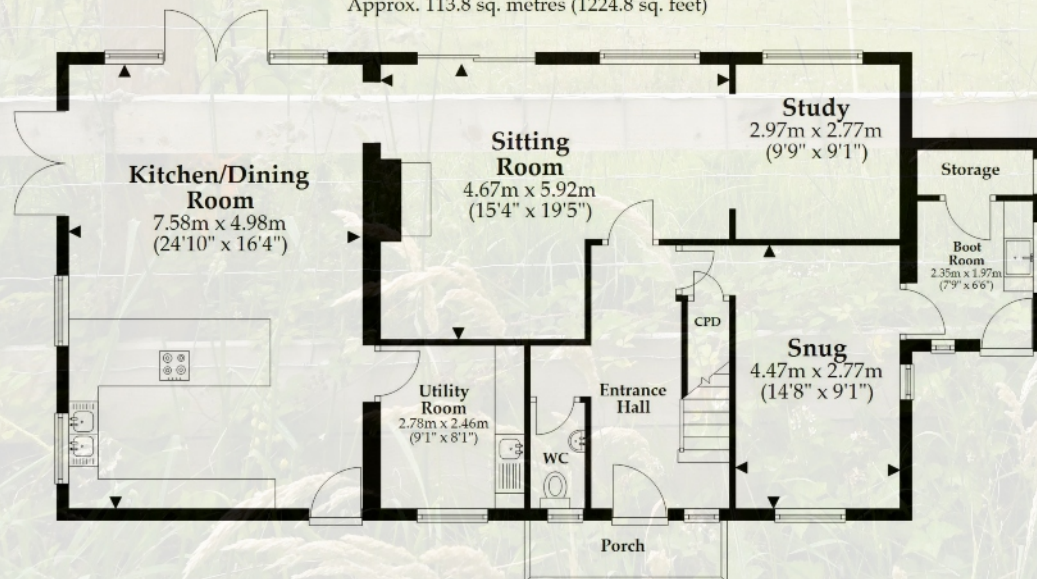 Approx. 113.8 sq. metres (1224.8 sq. feet)
Kitchen/Dining
Room
7.58m x 4.98m
(24'10" x 16'4")
Sitting
Room
4.67m x 5.92m
(15'4" x 19'5")
Study
2.97m x 2.77m
(9'9" x 9'1")
Storage
Boot
Room
2.35m x 1.97m
(7'9" x 6'6")
CPD
Snug
4.47m x 2.77m
(14'8" x 9'1")
Utility
Room
2.78m x 2.46m
(9'1" x 8'1")
Entrance
Hall
WC
Porch